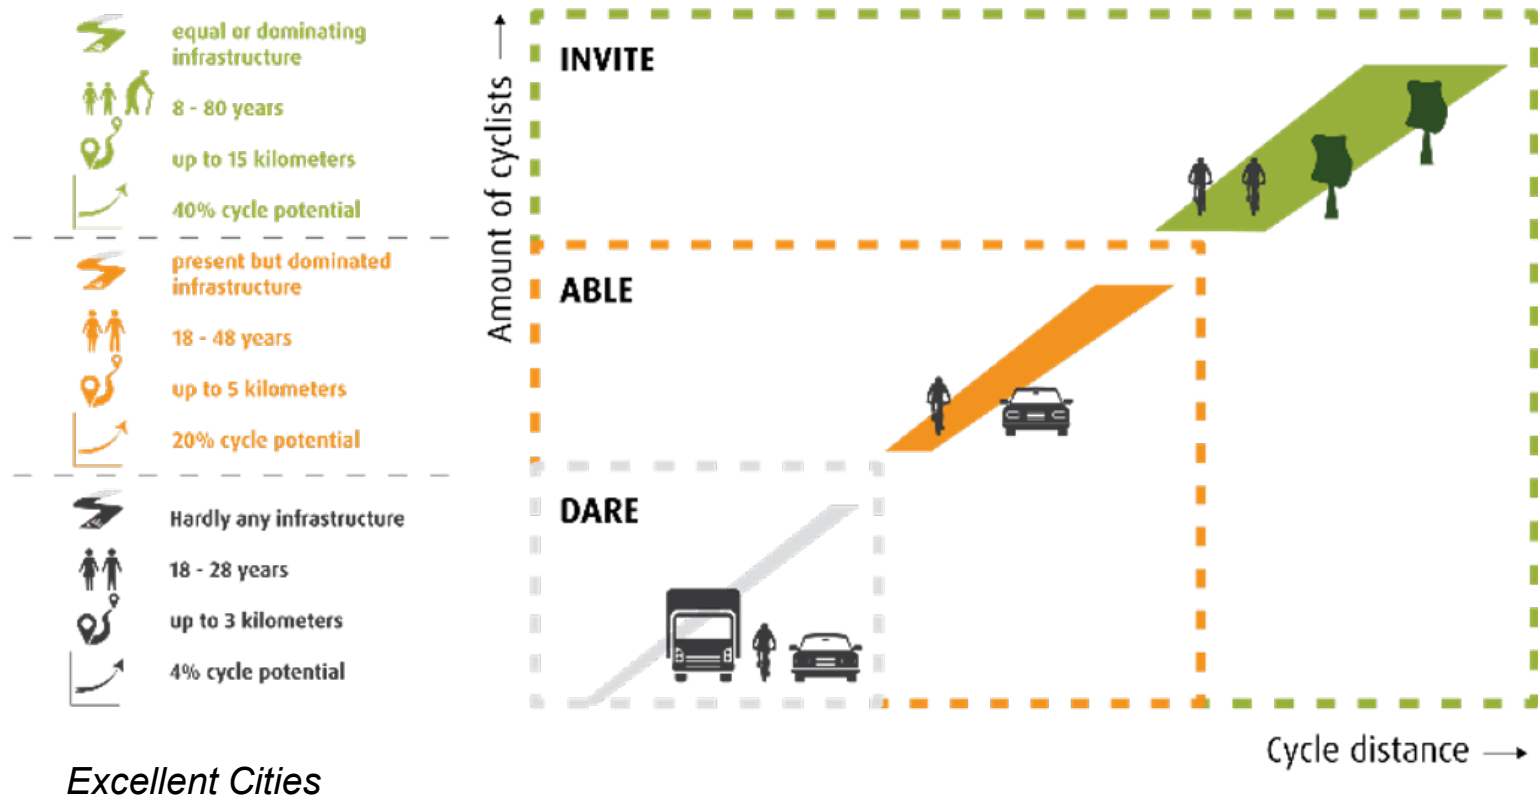 equal or dominating
infrastructure
8 - 80 years
up to 15 kilometers
40% cycle potential
present but dominated
infrastructure
18 - 48 years
up to 5 kilometers
20% cycle potential
Hardly any infrastructure
18 - 28 years
up to 3 kilometers
4% cycle potential
Excellent Cities
Amount of cyclists →
INVITE
ABLE
DARE
Cycle distance →